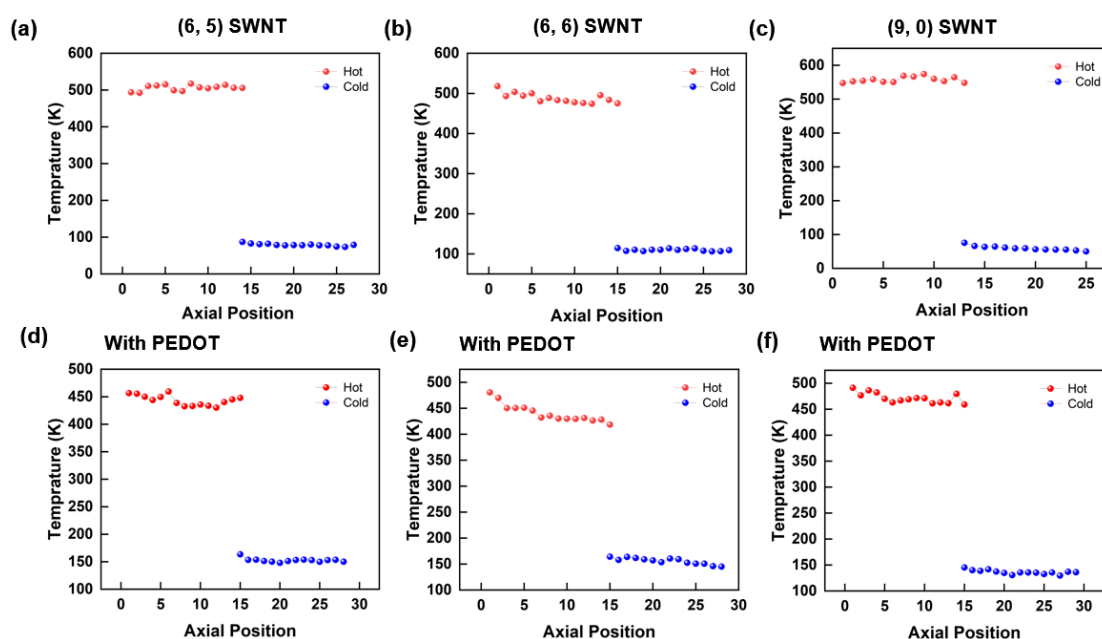 (a) (6, 5) SWNT
600
500
400
300
200
100
0
Temprature (K)
Hot
Cold
0 5 10 15 20 25 30
Axial Position
(b) (6, 6) SWNT
600
500
400
300
200
100
Temprature (K)
Hot
Cold
0 5 10 15 20 25 30
Axial Position
(c) (9, 0) SWNT
600
500
400
300
200
100
0
Temprature (K)
Hot
Cold
0 5 10 15 20 25
Axial Position
(d) With PEDOT
500
450
400
350
300
250
200
150
100
Temprature (K)
Hot
Cold
0 5 10 15 20 25 30
Axial Position
(e) With PEDOT
500
450
400
350
300
250
200
150
100
Temprature (K)
Hot
Cold
0 5 10 15 20 25 30
Axial Position
(f) With PEDOT
500
450
400
350
300
250
200
150
100
Temprature (K)
Hot
Cold
0 5 10 15 20 25 30
Axial Position